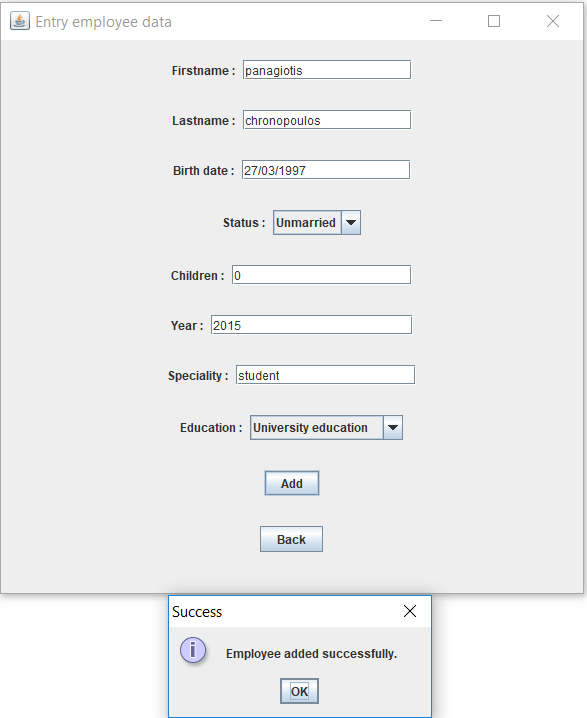 Entry employee data
Firstname : panagiotis
Lastname : chronopoulos
Birth date : 27/03/1997
Status : Unmarried
Children : 0
Year : 2015
Speciality : student
Education : University education
Add
Back
Success
Employee added successfully.
OK